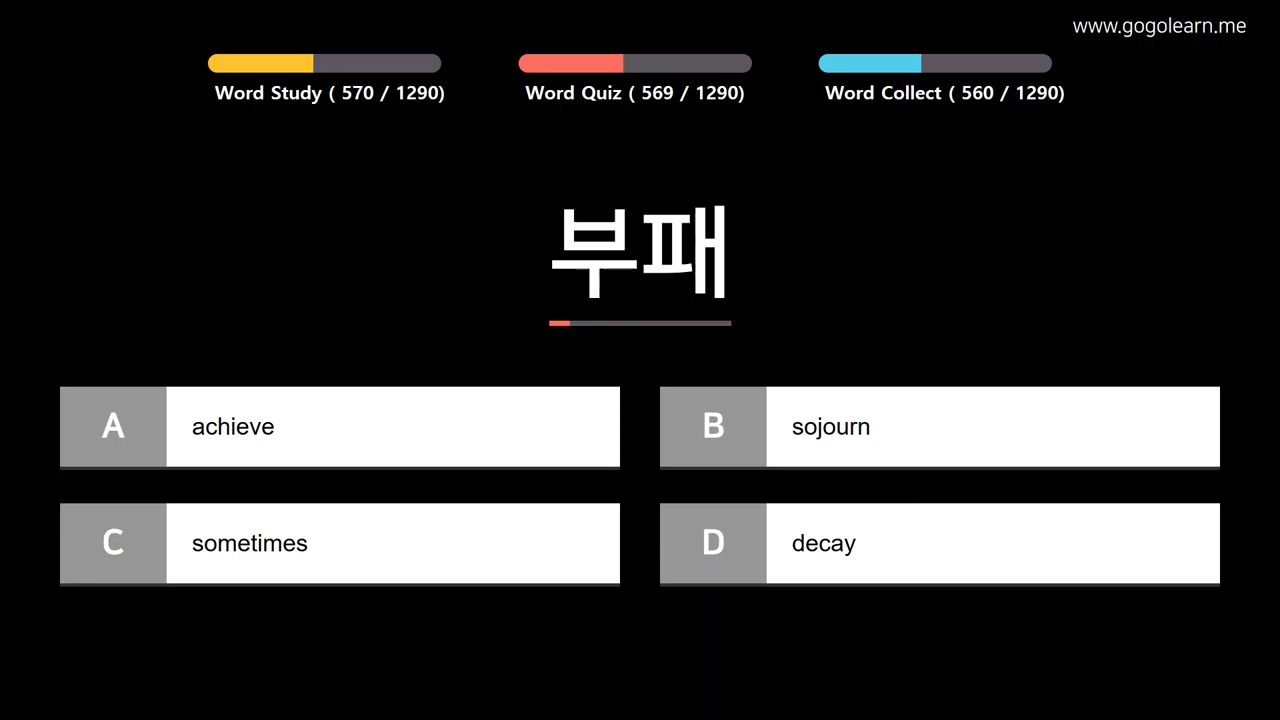 www.gogolearn.me
Word Study ( 570 / 1290)
Word Quiz ( 569 / 1290)
Word Collect ( 560 / 1290)
부패
A achieve
B sojourn
C sometimes
D decay